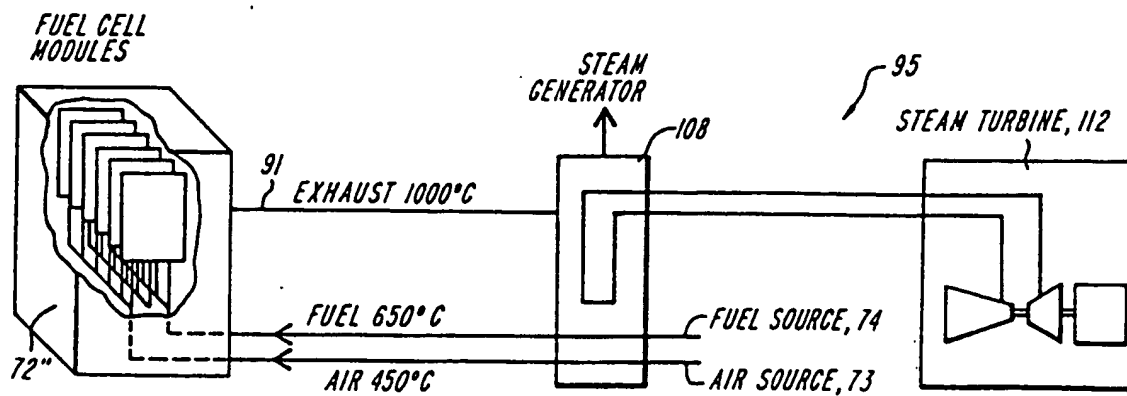 FUEL CELL
MODULES
STEAM
GENERATOR
95
108
STEAM TURBINE, 112
91
EXHAUST 1000°C
FUEL 650°C
FUEL SOURCE, 74
72"
AIR 450°C
AIR SOURCE, 73